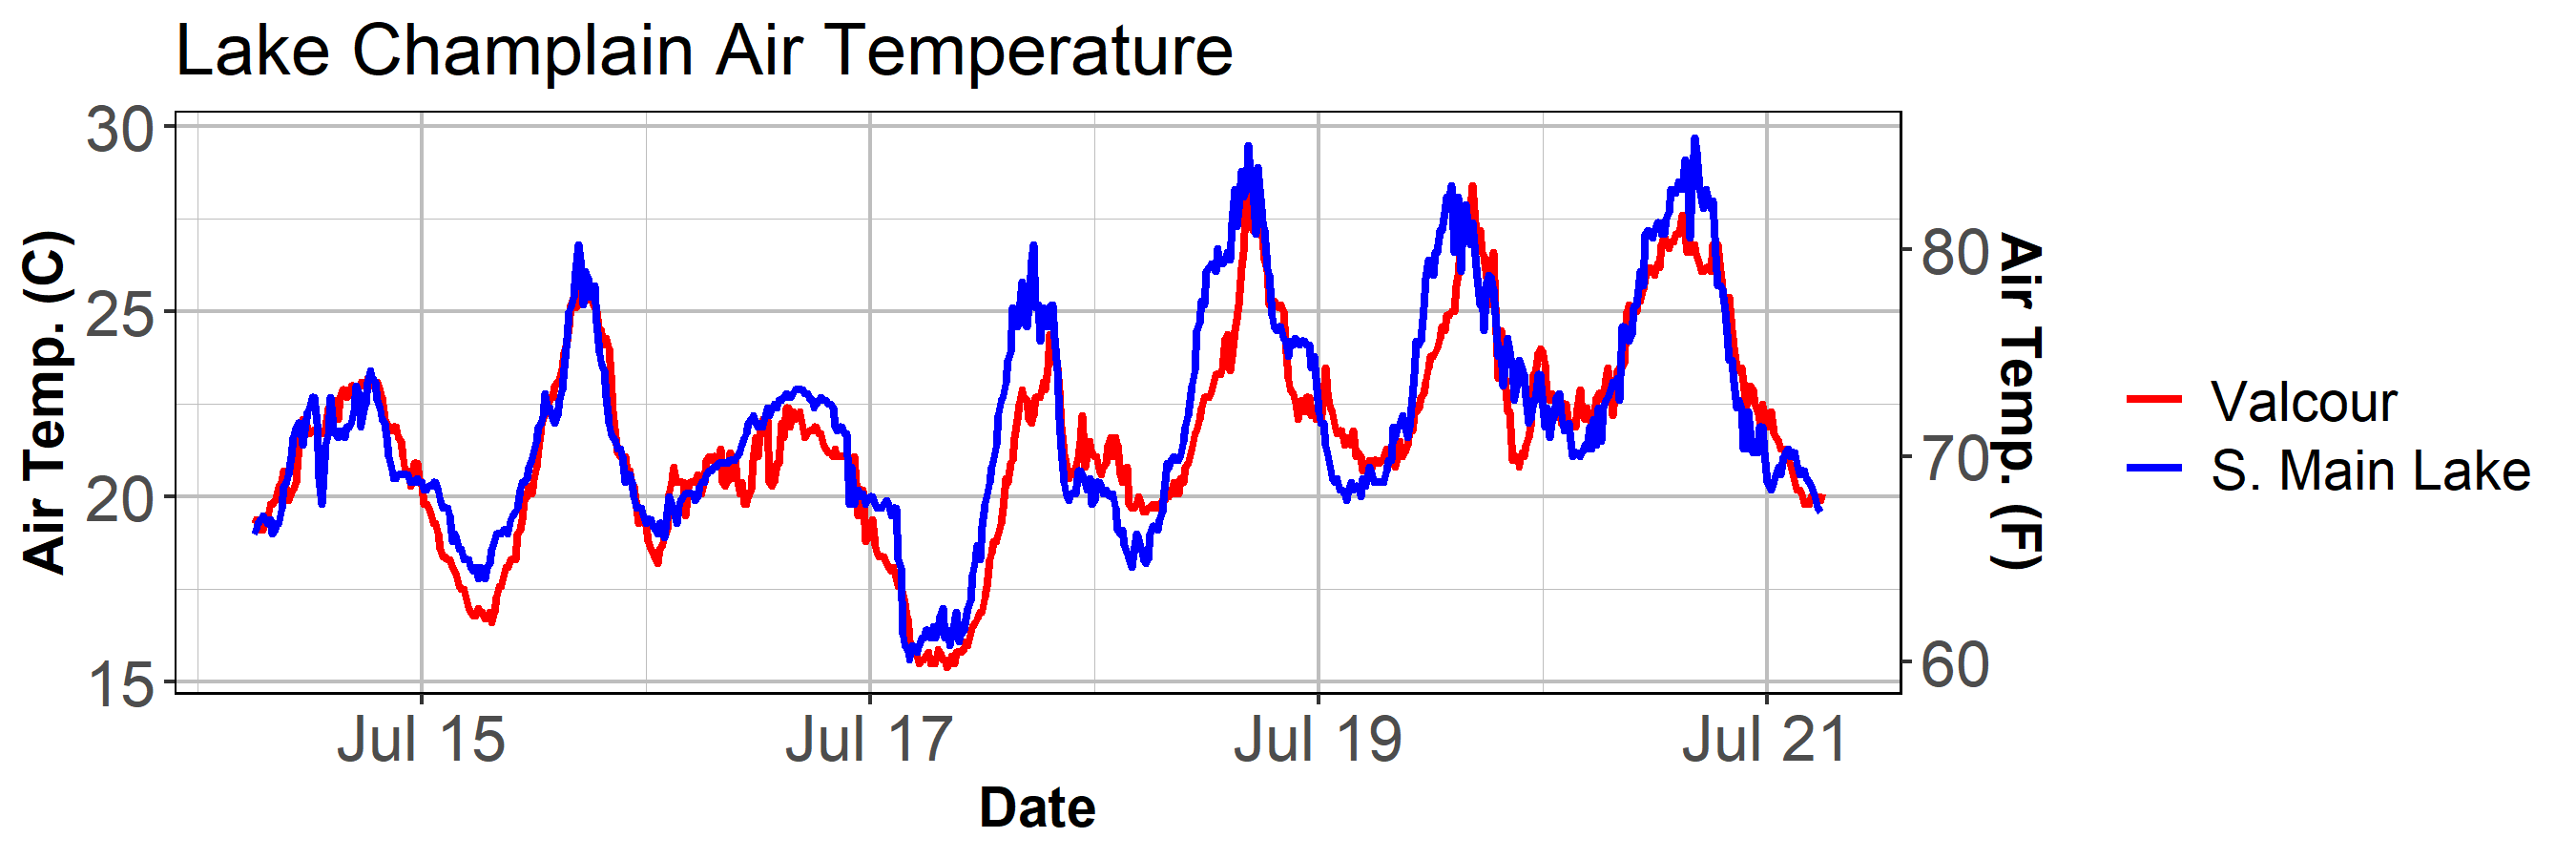 Lake Champlain Air Temperature
30
25
20
15
Air Temp. (C)
80
70
60
Air Temp. (F)
Jul 15
Jul 17
Jul 19
Jul 21
Date
Valcour
S. Main Lake